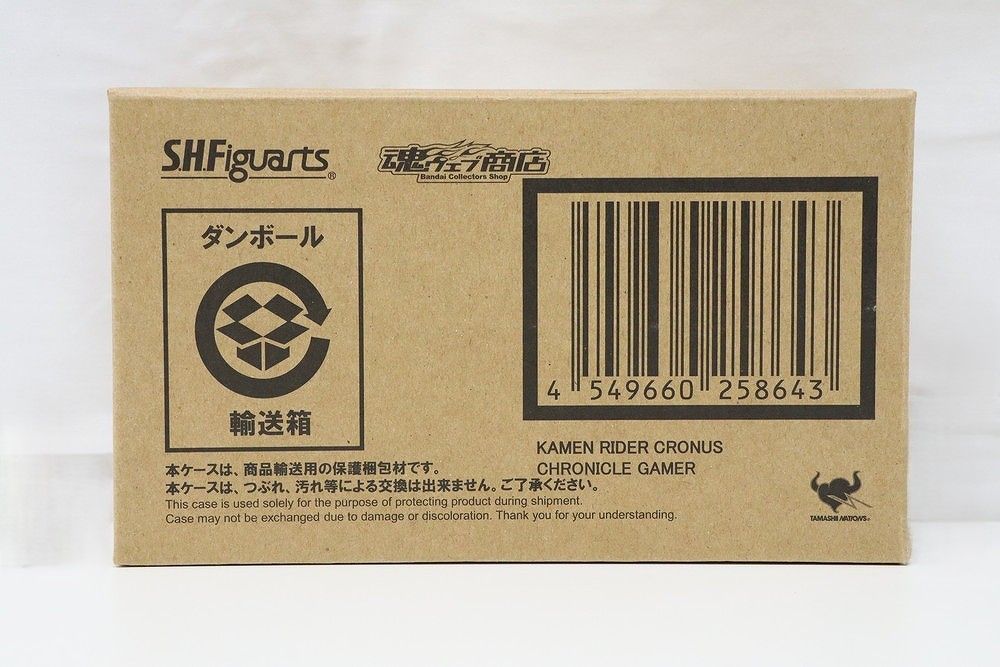 S.H.Figuarts®
魂ウェブ商店
Bandai Collectors Shop
ダンボール
輸送箱
4 549660 258643
KAMEN RIDER CRONUS
CHRONICLE GAMER
本ケースは、商品輸送用の保護梱包材です。
本ケースは、つぶれ、汚れ等による交換は出来ません。ご了承ください。
This case is used solely for the purpose of protecting product during shipment.
Case may not be exchanged due to damage or discoloration. Thank you for your understanding.
TAMASHII NATIONS®